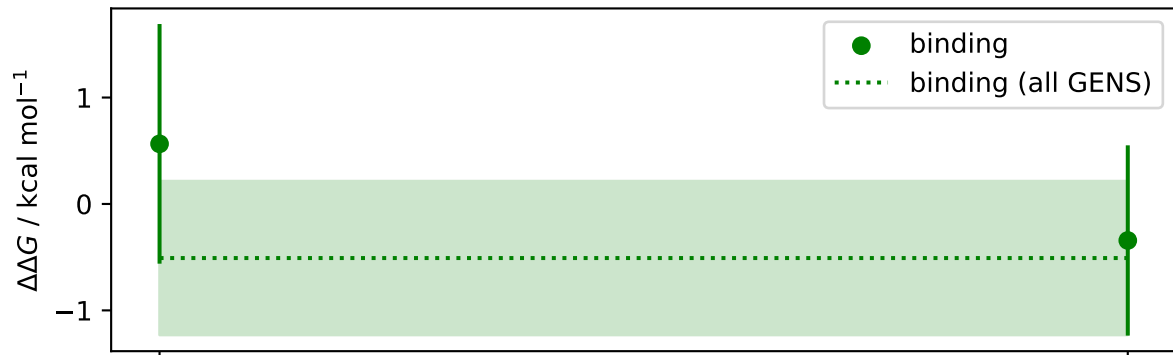 ΔΔG / kcal mol⁻¹
1
0
−1
binding
binding (all GENS)